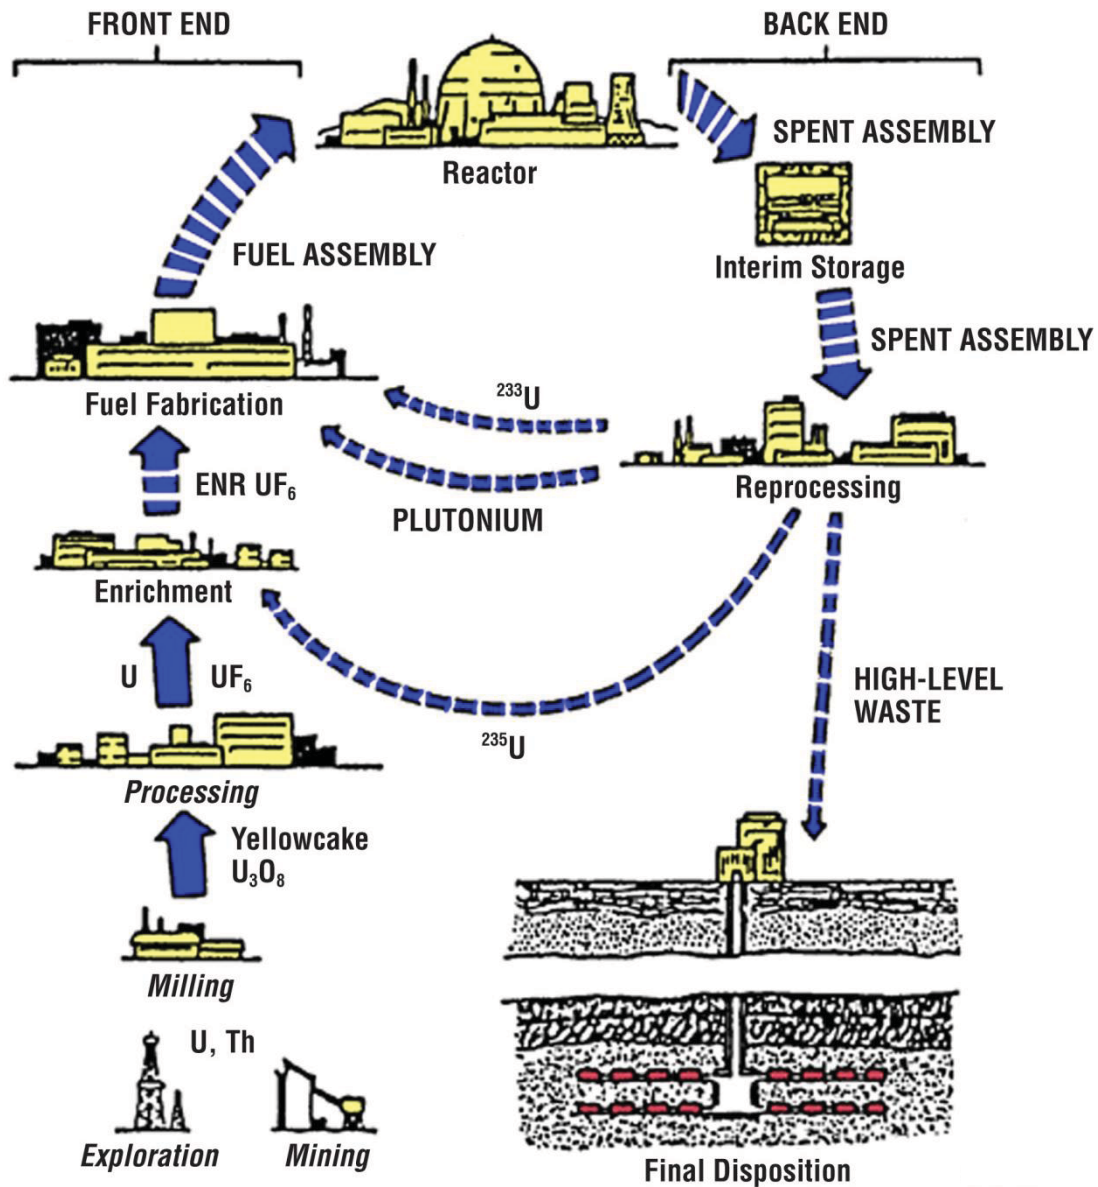 FRONT END
BACK END
Reactor
SPENT ASSEMBLY
Interim Storage
FUEL ASSEMBLY
SPENT ASSEMBLY
Fuel Fabrication
²³³U
Reprocessing
ENR UF₆
PLUTONIUM
Enrichment
U UF₆
HIGH-LEVEL
WASTE
²³⁵U
Processing
Yellowcake
U₃O₈
Milling
U, Th
Exploration
Mining
Final Disposition